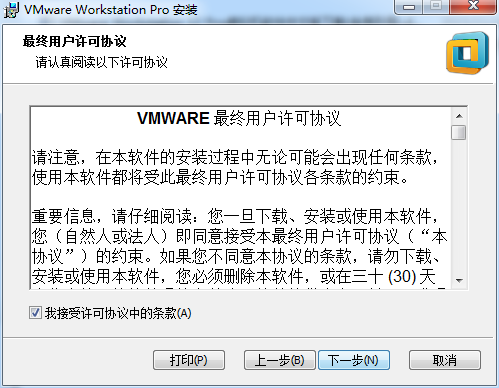 VMware Workstation Pro 安装
最终用户许可协议
请认真阅读以下许可协议
VMWARE 最终用户许可协议
请注意，在本软件的安装过程中无论可能会出现任何条款，
使用本软件都将受此最终用户许可协议各条款的约束。
重要信息，请仔细阅读：您一旦下载、安装或使用本软件，
您（自然人或法人）即同意接受本最终用户许可协议（“本
协议”）的约束。如果您不同意本协议的条款，请勿下载、
安装或使用本软件，您必须删除本软件，或在三十 (30) 天
我接受许可协议中的条款(A)
打印(P)
上一步(B)
下一步(N)
取消